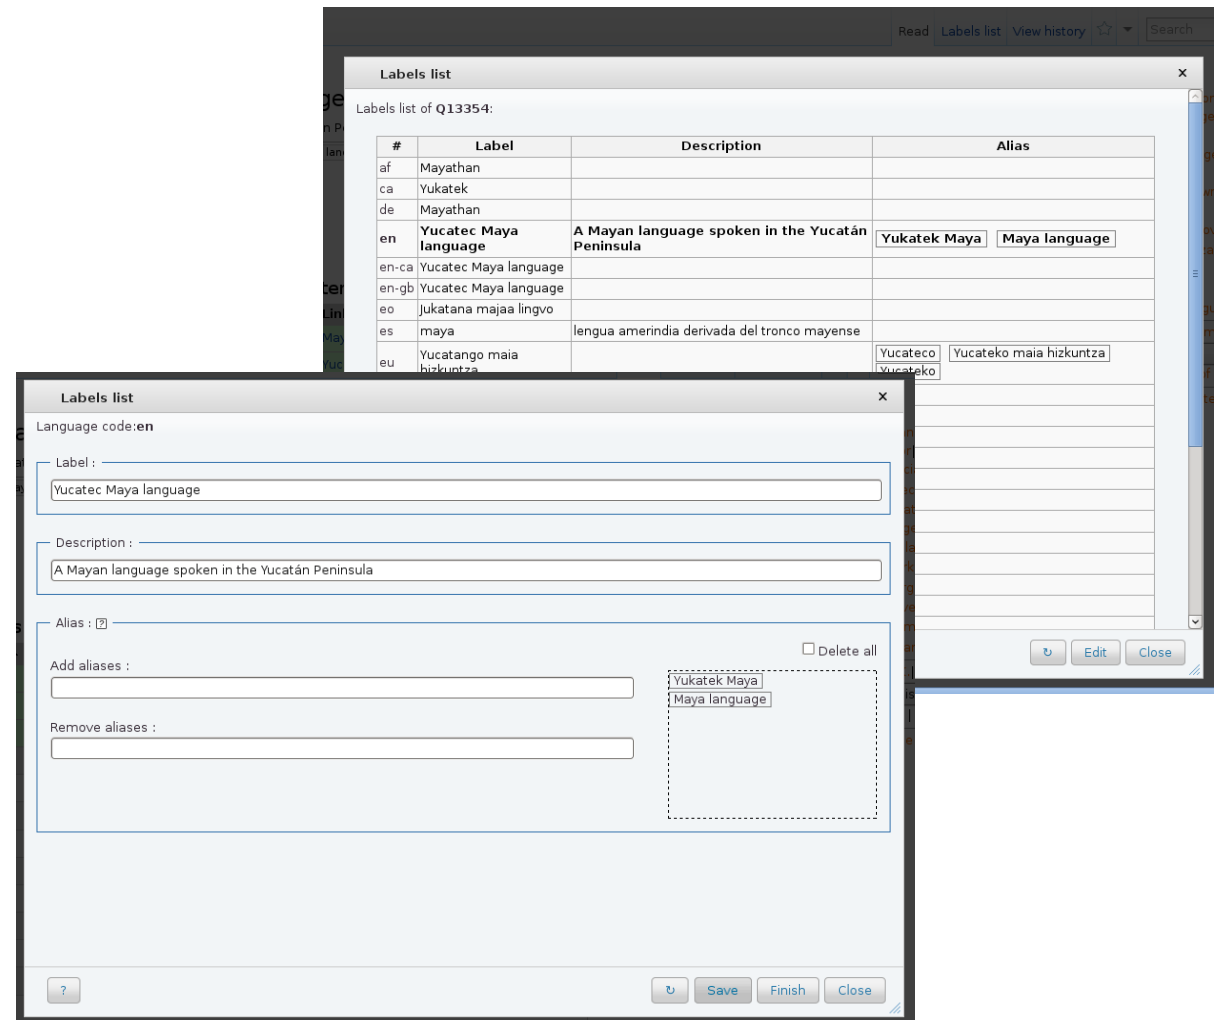 Read Labels list View history Search
Labels list
Labels list of Q13354:
# Label Description Alias
af Mayathan
ca Yukatek
de Mayathan
en Yucatec Maya language A Mayan language spoken in the Yucatán Peninsula Yukatek Maya Maya language
en-ca Yucatec Maya language
en-gb Yucatec Maya language
eo Jukatana majaa lingvo
es maya lengua amerindia derivada del tronco mayense
eu Yucatango maia hizkuntza Yucateco Yucateko maia hizkuntza Yucateko
↻ Edit Close
Labels list
Language code:en
Label :
Yucatec Maya language
Description :
A Mayan language spoken in the Yucatán Peninsula
Alias : ?
Delete all
Add aliases :
Yukatek Maya
Maya language
Remove aliases :
? ↻ Save Finish Close